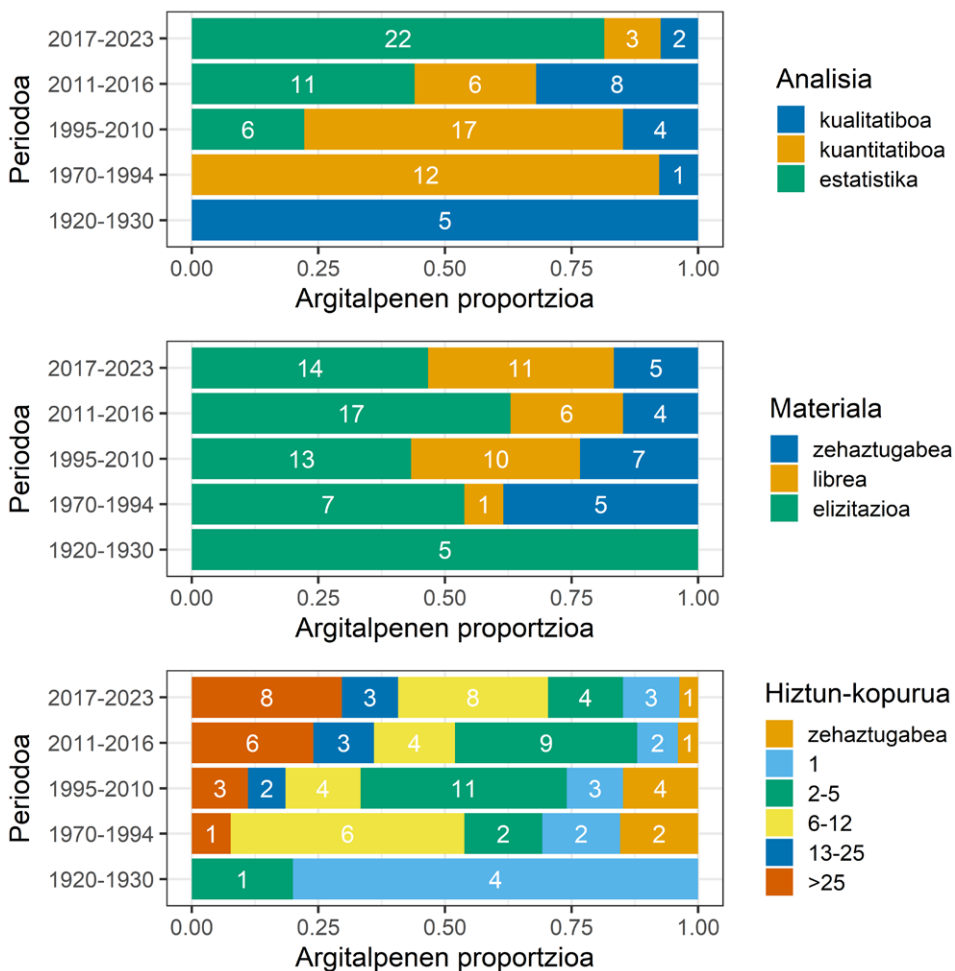 Periodoa
2017-2023 22 3 2
2011-2016 11 6 8
1995-2010 6 17 4
1970-1994 12 1
1920-1930 5
0.00 0.25 0.50 0.75 1.00
Argitalpenen proportzioa
Analisia
kualitatiboa
kuantitatiboa
estatistika
Periodoa
2017-2023 14 11 5
2011-2016 17 6 4
1995-2010 13 10 7
1970-1994 7 1 5
1920-1930 5
0.00 0.25 0.50 0.75 1.00
Argitalpenen proportzioa
Materiala
zehaztugabea
librea
elizitazioa
Periodoa
2017-2023 8 3 8 4 3 1
2011-2016 6 3 4 9 2 1
1995-2010 3 2 4 11 3 4
1970-1994 1 6 2 2 2
1920-1930 1 4
0.00 0.25 0.50 0.75 1.00
Argitalpenen proportzioa
Hiztun-kopurua
zehaztugabea
1
2-5
6-12
13-25
>25